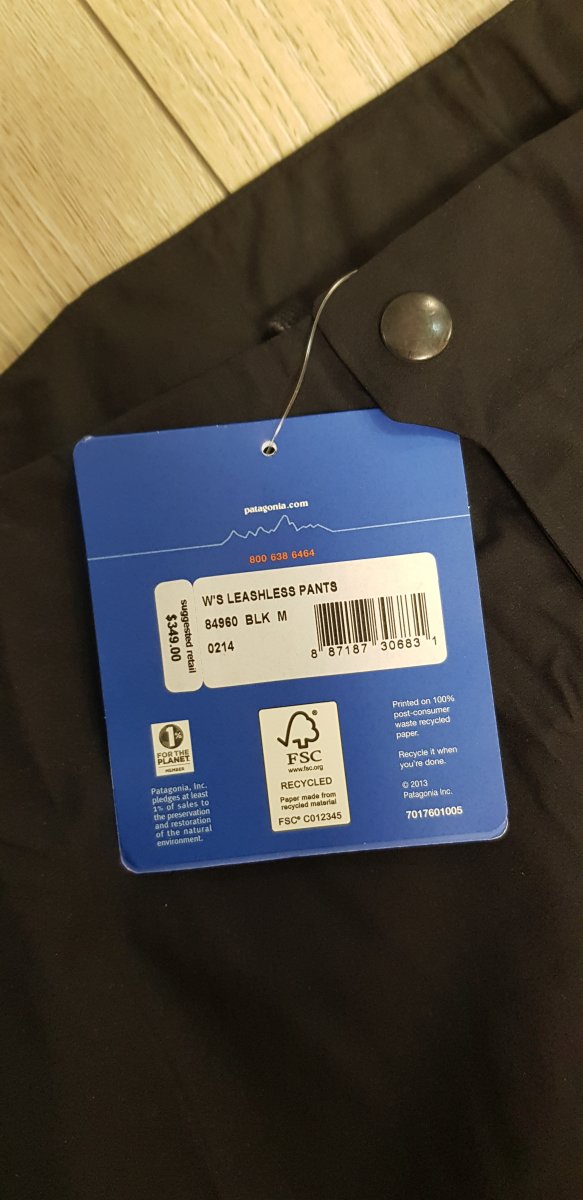 patagonia.com
800 638 6464
suggested retail
$349.00
W'S LEASHLESS PANTS
84960 BLK M
0214
8 87187 30683 1
1%
FOR THE
PLANET
MEMBER
Patagonia, Inc.
pledges at least
1% of sales to
the preservation
and restoration
of the natural
environment.
®
FSC
www.fsc.org
RECYCLED
Paper made from
recycled material
FSC® C012345
Printed on 100%
post-consumer
waste recycled
paper.
Recycle it when
you're done.
© 2013
Patagonia Inc.
7017601005